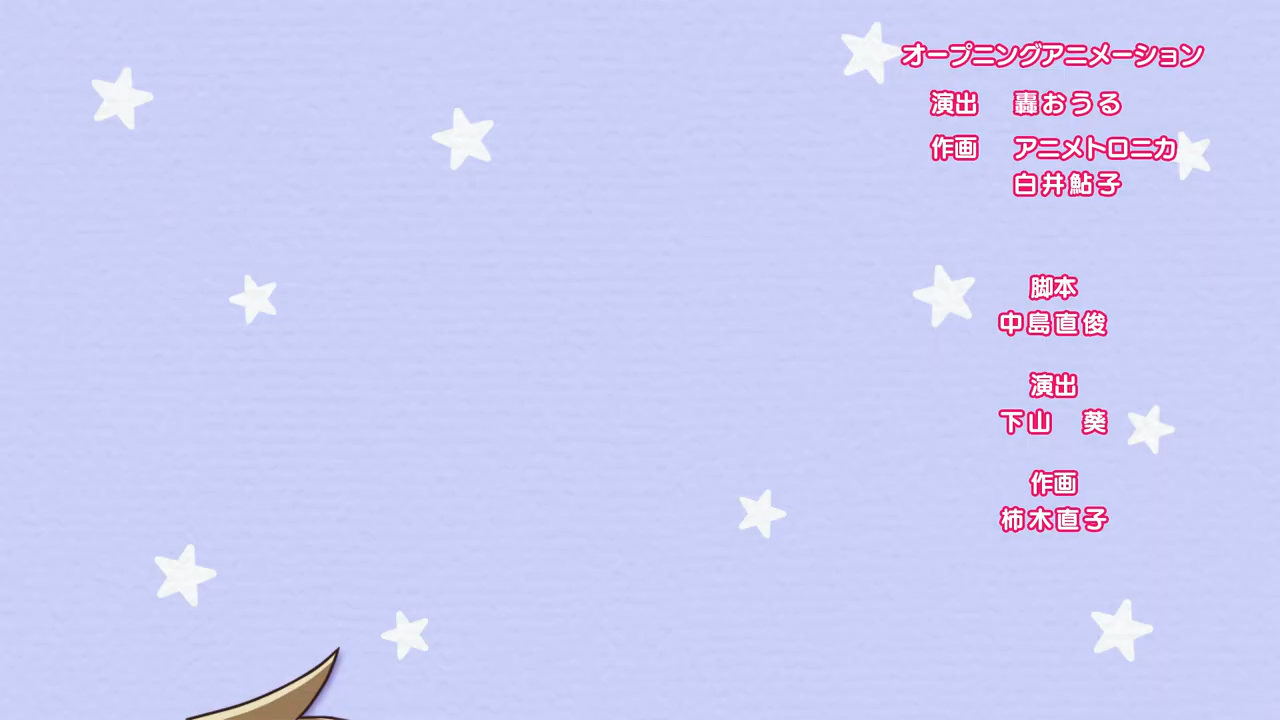 オープニングアニメーション
演出　轟おうる
作画　アニメトロニカ
白井鮎子
脚本
中島直俊
演出
下山　葵
作画
柿木直子